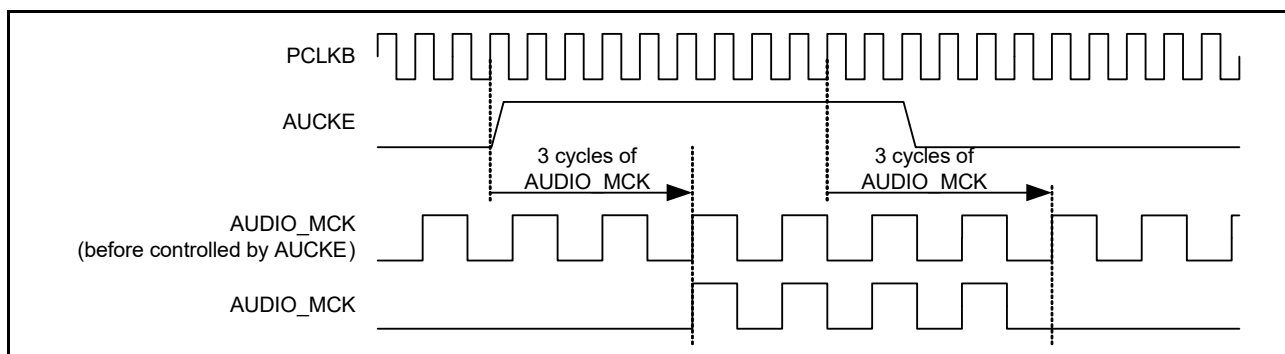 PCLKB
AUCKE
3 cycles of
AUDIO_MCK
3 cycles of
AUDIO_MCK
AUDIO_MCK
(before controlled by AUCKE)
AUDIO_MCK